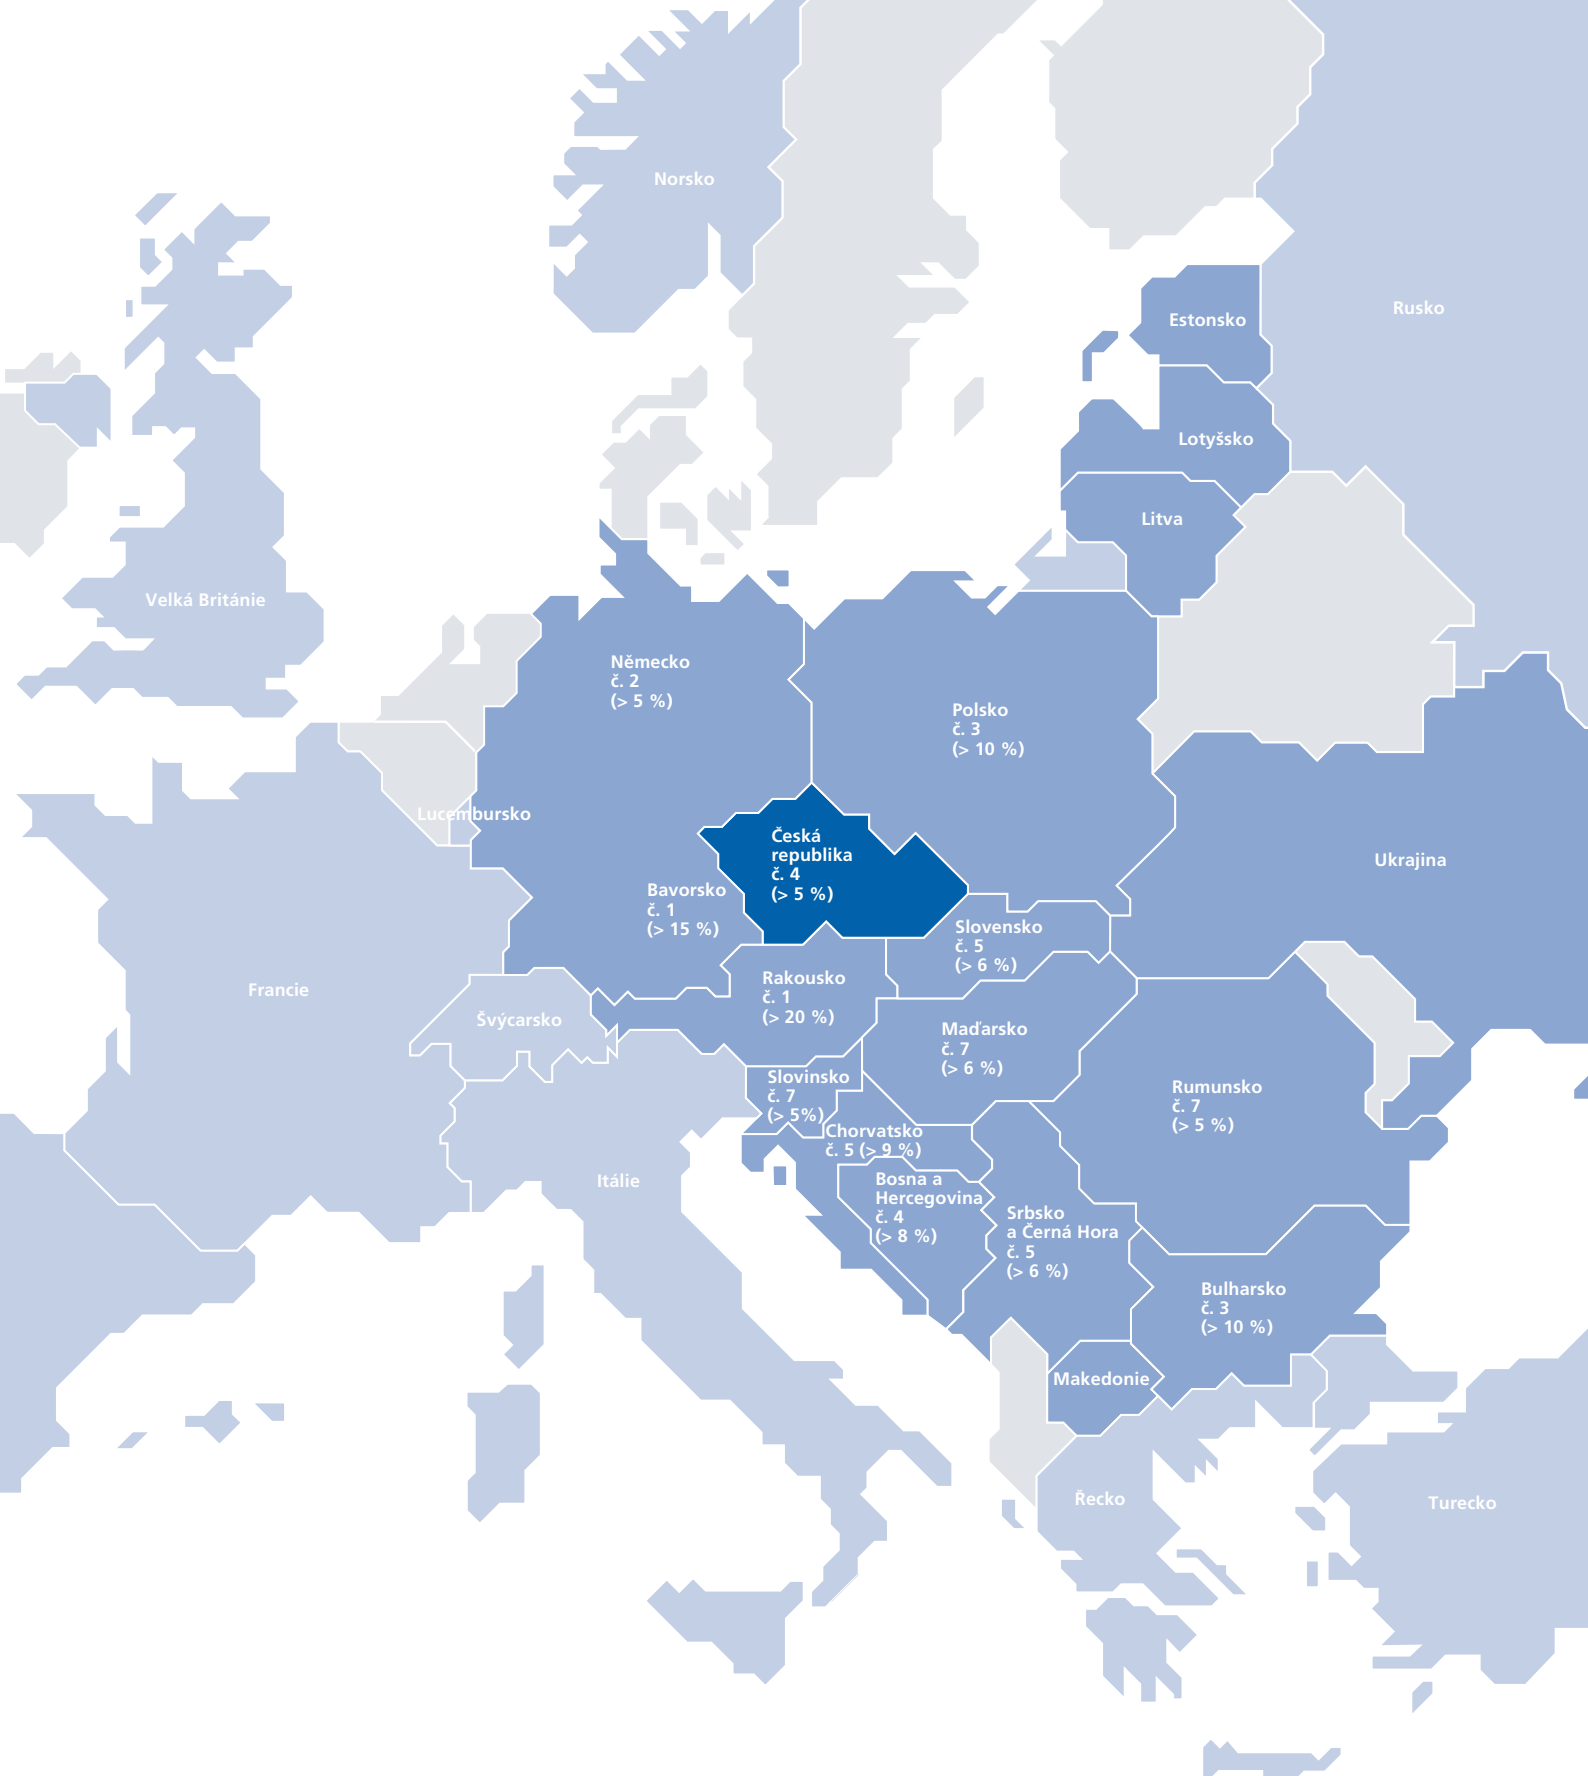 Norsko
Rusko
Estonsko
Lotyšsko
Litva
Velká Británie
Německo
č. 2
(> 5 %)
Polsko
č. 3
(> 10 %)
Lucembursko
Česká
republika
č. 4
(> 5 %)
Ukrajina
Bavorsko
č. 1
(> 15 %)
Slovensko
č. 5
(> 6 %)
Francie
Rakousko
č. 1
(> 20 %)
Švýcarsko
Maďarsko
č. 7
(> 6 %)
Slovinsko
č. 7
(> 5%)
Rumunsko
č. 7
(> 5 %)
Chorvatsko
č. 5 (> 9 %)
Itálie
Bosna a
Hercegovina
č. 4
(> 8 %)
Srbsko
a Černá Hora
č. 5
(> 6 %)
Bulharsko
č. 3
(> 10 %)
Makedonie
Řecko
Turecko